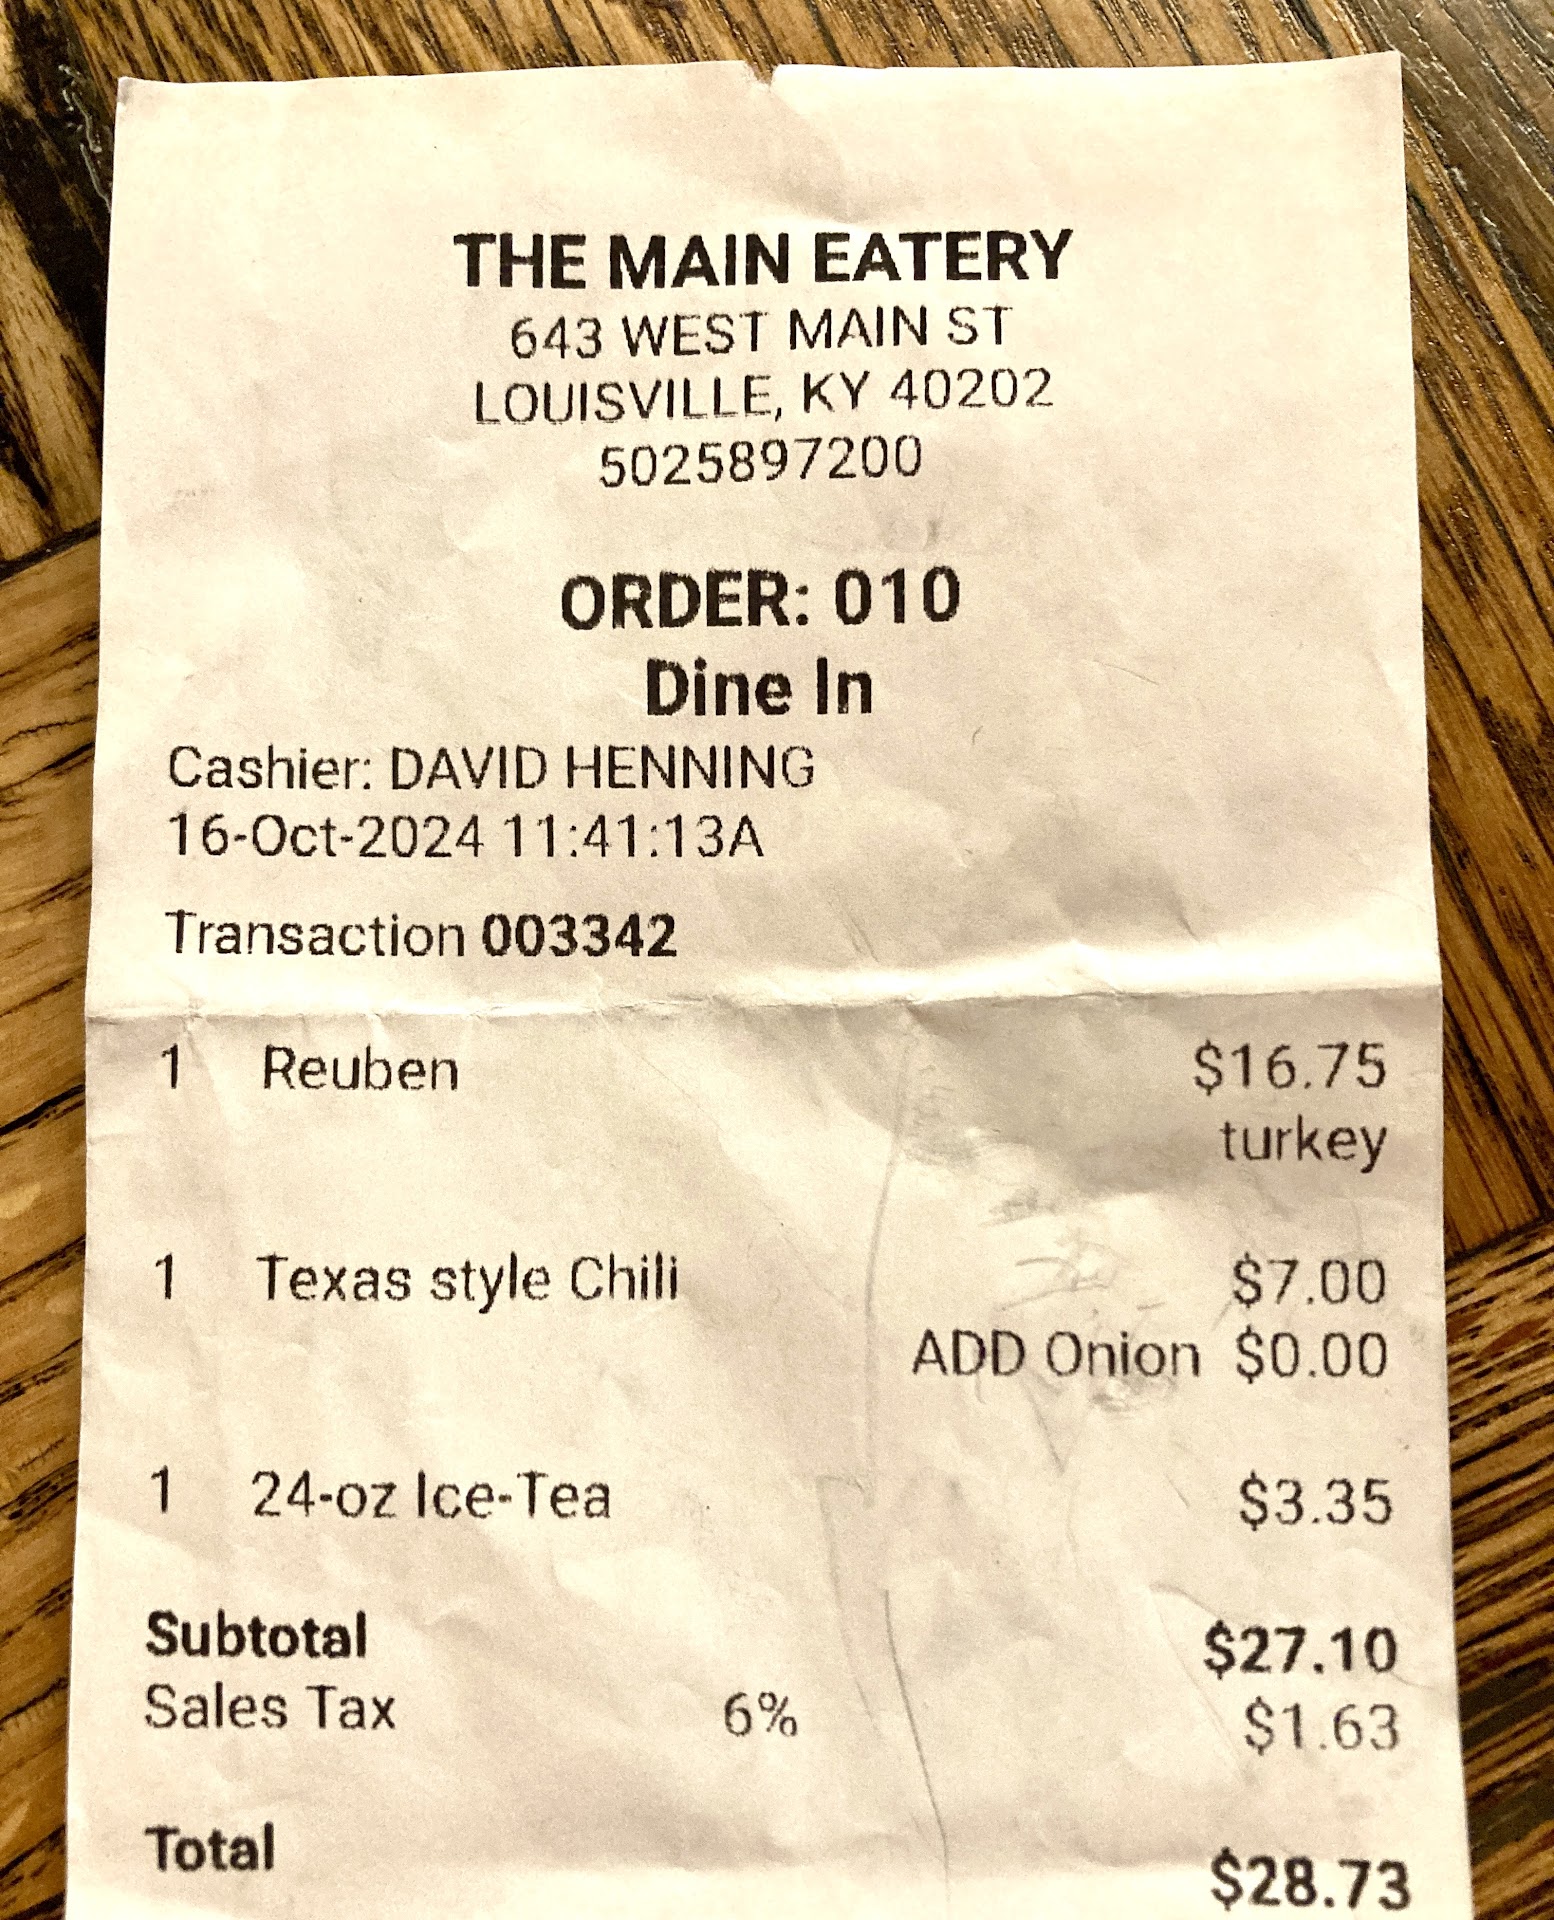 THE MAIN EATERY
643 WEST MAIN ST
LOUISVILLE, KY 40202
5025897200
ORDER: 010
Dine In
Cashier: DAVID HENNING
16-Oct-2024 11:41:13A
Transaction 003342
1 Reuben $16.75
turkey
1 Texas style Chili $7.00
ADD Onion $0.00
1 24-oz Ice-Tea $3.35
Subtotal $27.10
Sales Tax 6% $1.63
Total $28.73